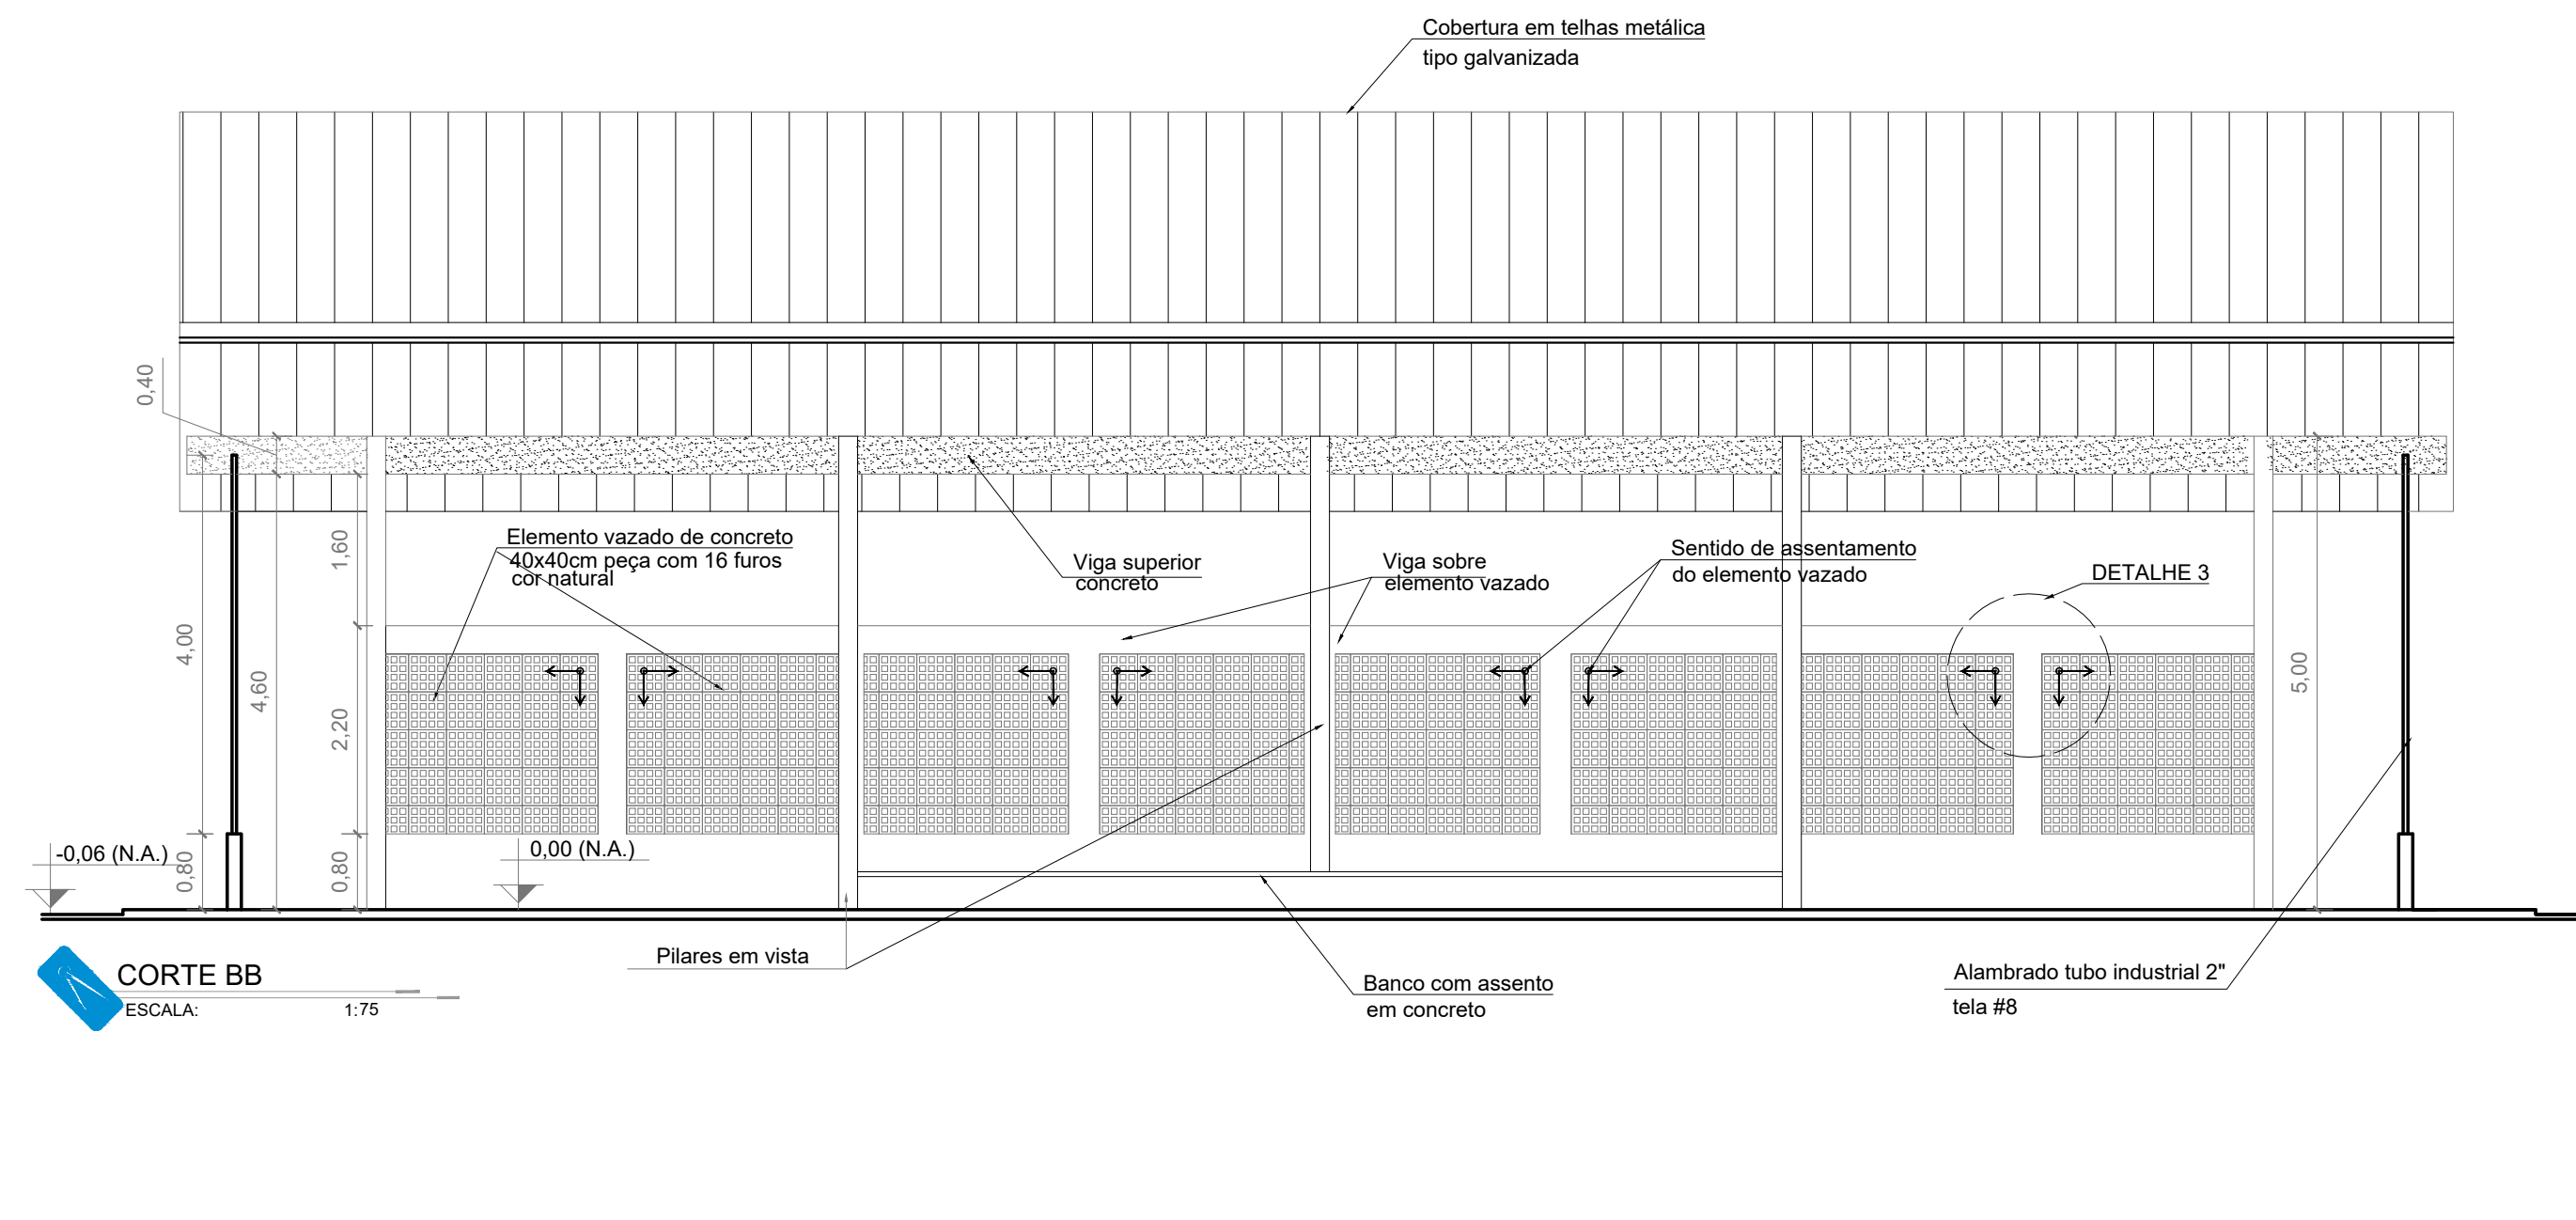 Cobertura em telhas metálica
tipo galvanizada
0,40
Elemento vazado de concreto
40x40cm peça com 16 furos
cor natural
Viga superior
concreto
Viga sobre
elemento vazado
Sentido de assentamento
do elemento vazado
DETALHE 3
1,60
4,00
4,60
2,20
5,00
-0,06 (N.A.)
0,80
0,80
0,00 (N.A.)
Pilares em vista
Banco com assento
em concreto
Alambrado tubo industrial 2"
tela #8
CORTE BB
ESCALA: 1:75